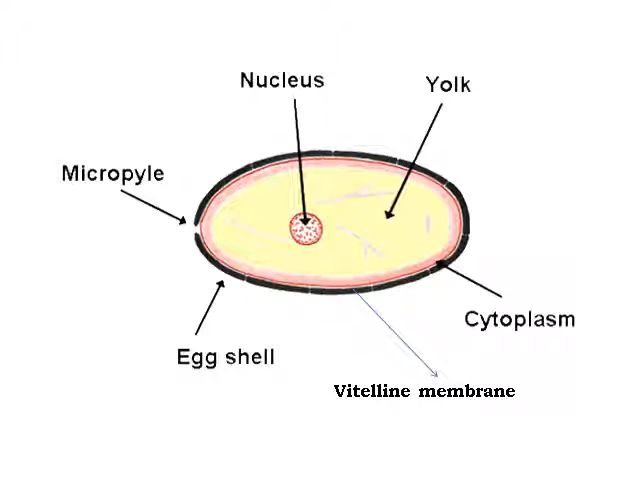 Nucleus
Yolk
Micropyle
Cytoplasm
Egg shell
Vitelline membrane